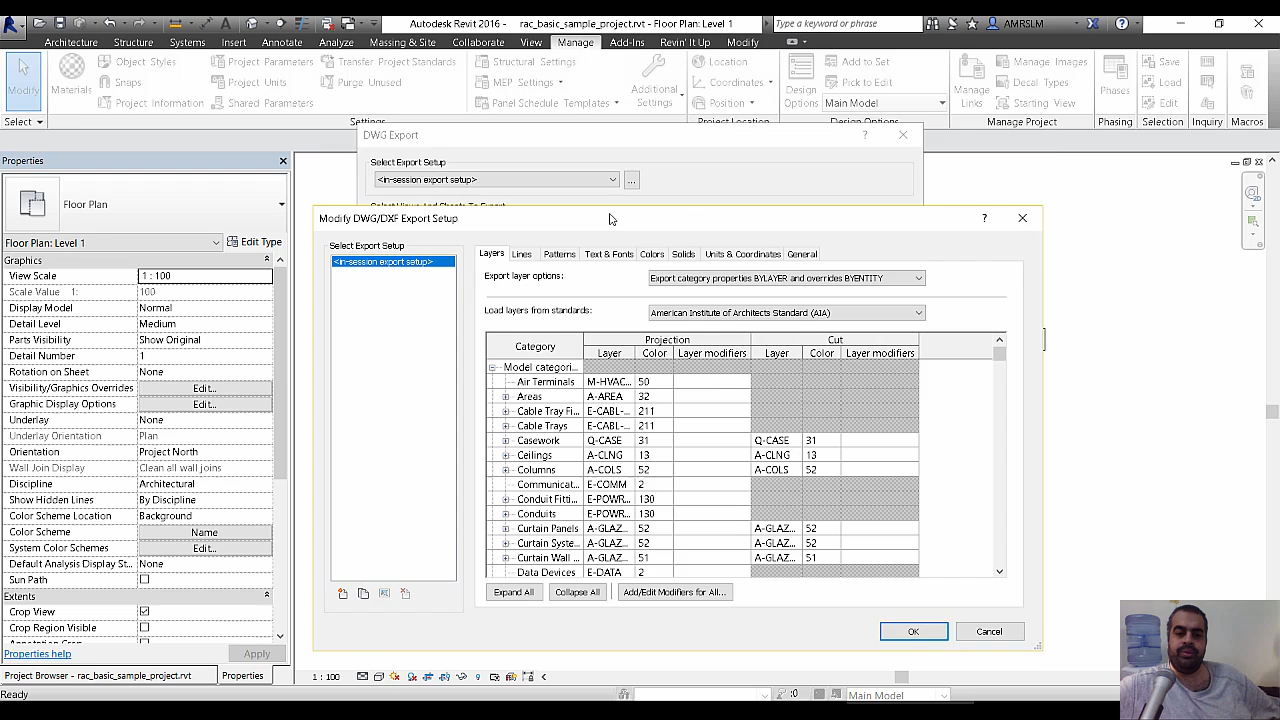 Autodesk Revit 2016 - rac_basic_sample_project.rvt - Floor Plan: Level 1
Type a keyword or phrase
AMRSLM
Architecture Structure Systems Insert Annotate Analyze Massing & Site Collaborate View Manage Add-Ins Revin' It Up Modify
Modify
Materials
Object Styles
Snaps
Project Information
Project Parameters
Project Units
Shared Parameters
Transfer Project Standards
Purge Unused
Structural Settings
MEP Settings
Panel Schedule Templates
Additional Settings
Location
Coordinates
Position
Design Options
Add to Set
Pick to Edit
Main Model
Manage Links
Manage Images
Decal Types
Starting View
Phases
Save
Load
Edit
Select Settings Project Location Design Options Manage Project Phasing Selection Inquiry Macros
DWG Export
?
Select Export Setup
<in-session export setup>
...
Select Views And Sheets To Export
Properties
Floor Plan
Floor Plan: Level 1
Edit Type
Graphics
View Scale 1 : 100
Scale Value 1: 100
Display Model Normal
Detail Level Medium
Parts Visibility Show Original
Detail Number 1
Rotation on Sheet None
Visibility/Graphics Overrides Edit...
Graphic Display Options Edit...
Underlay None
Underlay Orientation Plan
Orientation Project North
Wall Join Display Clean all wall joins
Discipline Architectural
Show Hidden Lines By Discipline
Color Scheme Location Background
Color Scheme Name
System Color Schemes Edit...
Default Analysis Display St... None
Sun Path
Extents
Crop View
Crop Region Visible
Properties help
Apply
Project Browser - rac_basic_sample_project.rvt
Properties
Modify DWG/DXF Export Setup
?
Select Export Setup
<in-session export setup>
Layers Lines Patterns Text & Fonts Colors Solids Units & Coordinates General
Export layer options: Export category properties BYLAYER and overrides BYENTITY
Load layers from standards: American Institute of Architects Standard (AIA)
Category Projection Cut
Layer Color Layer modifiers Layer Color Layer modifiers
Model categori...
Air Terminals M-HVAC... 50
Areas A-AREA 32
Cable Tray Fi... E-CABL-... 211
Cable Trays E-CABL-... 211
Casework Q-CASE 31 Q-CASE 31
Ceilings A-CLNG 13 A-CLNG 13
Columns A-COLS 52 A-COLS 52
Communicat... E-COMM 2
Conduit Fitti... E-POWR... 130
Conduits E-POWR... 130
Curtain Panels A-GLAZ... 52 A-GLAZ... 52
Curtain Syste... A-GLAZ... 52 A-GLAZ... 52
Curtain Wall ... A-GLAZ... 51 A-GLAZ... 51
Data Devices E-DATA 2
Expand All Collapse All Add/Edit Modifiers for All...
OK Cancel
1 : 100
Ready
:0
Main Model